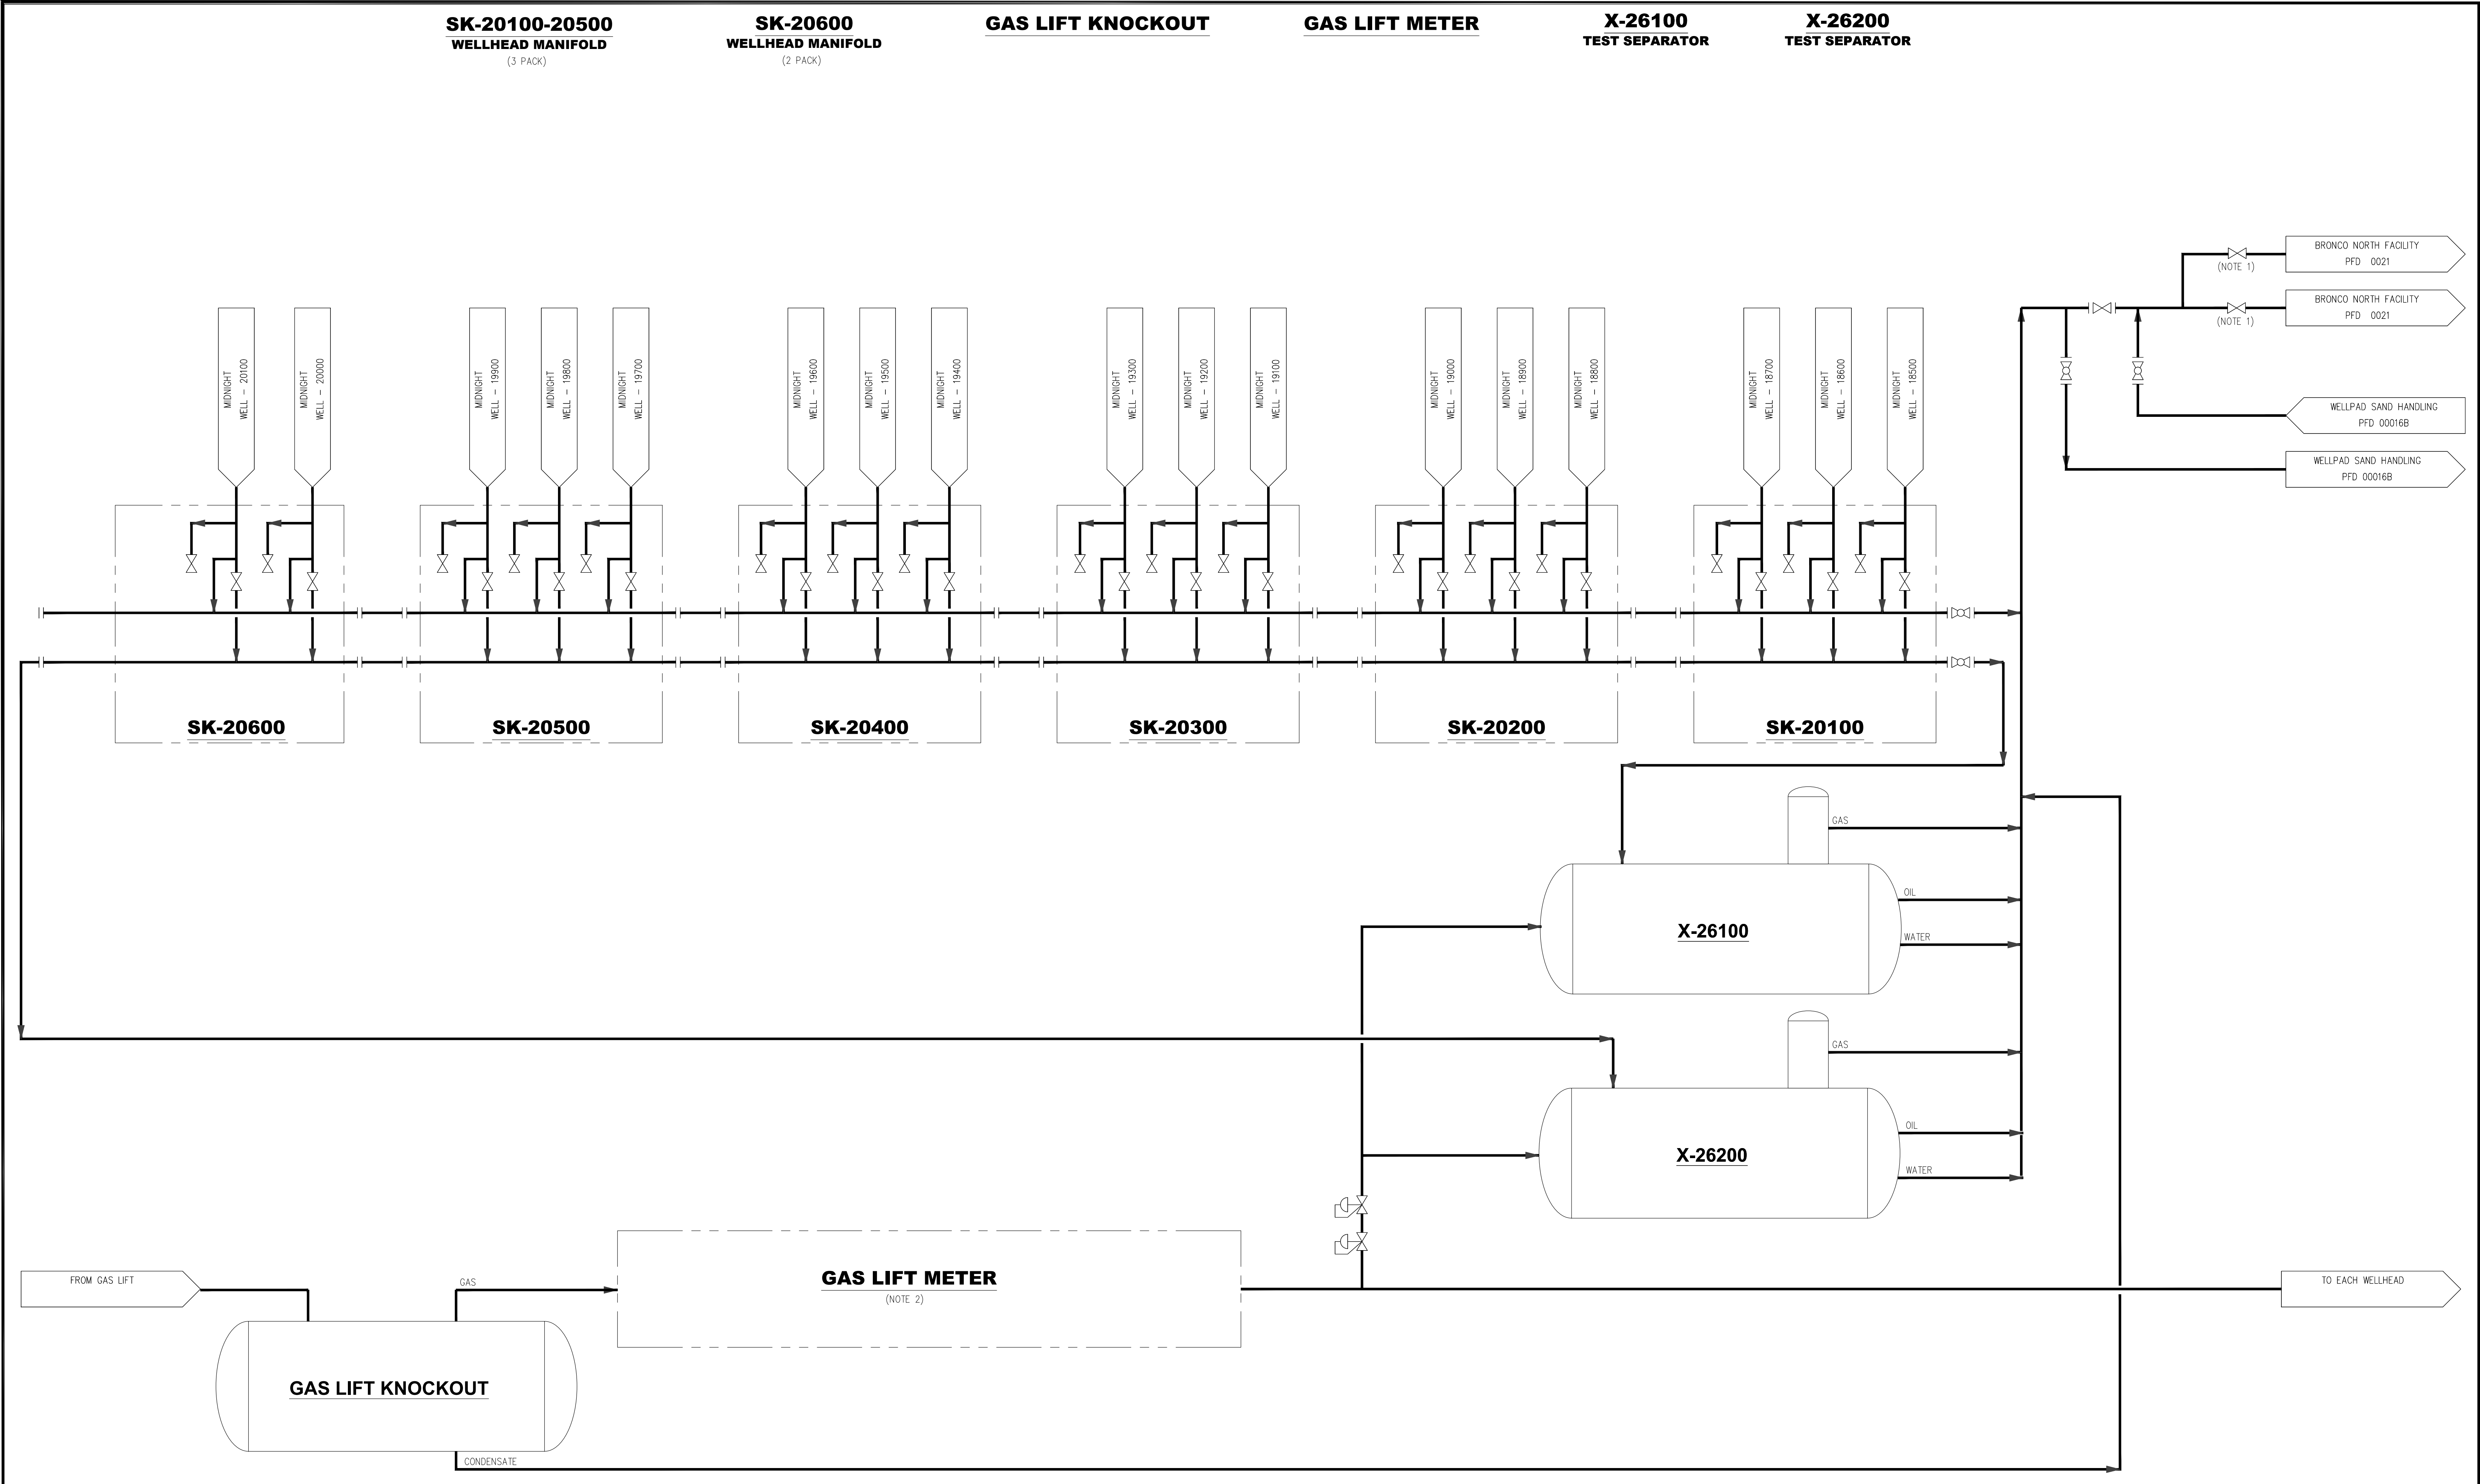 SK-20100-20500
WELLHEAD MANIFOLD
(3 PACK)
SK-20600
WELLHEAD MANIFOLD
(2 PACK)
GAS LIFT KNOCKOUT
GAS LIFT METER
X-26100
TEST SEPARATOR
X-26200
TEST SEPARATOR
BRONCO NORTH FACILITY
PFD 0021
(NOTE 1)
BRONCO NORTH FACILITY
PFD 0021
(NOTE 1)
WELLPAD SAND HANDLING
PFD 00016B
WELLPAD SAND HANDLING
PFD 00016B
MIDNIGHT
WELL - 20100
MIDNIGHT
WELL - 20000
MIDNIGHT
WELL - 19900
MIDNIGHT
WELL - 19800
MIDNIGHT
WELL - 19700
MIDNIGHT
WELL - 19600
MIDNIGHT
WELL - 19500
MIDNIGHT
WELL - 19400
MIDNIGHT
WELL - 19300
MIDNIGHT
WELL - 19200
MIDNIGHT
WELL - 19100
MIDNIGHT
WELL - 19000
MIDNIGHT
WELL - 18900
MIDNIGHT
WELL - 18800
MIDNIGHT
WELL - 18700
MIDNIGHT
WELL - 18600
MIDNIGHT
WELL - 18500
SK-20600
SK-20500
SK-20400
SK-20300
SK-20200
SK-20100
GAS
OIL
X-26100
WATER
GAS
OIL
X-26200
WATER
FROM GAS LIFT
GAS
GAS LIFT METER
(NOTE 2)
TO EACH WELLHEAD
GAS LIFT KNOCKOUT
CONDENSATE